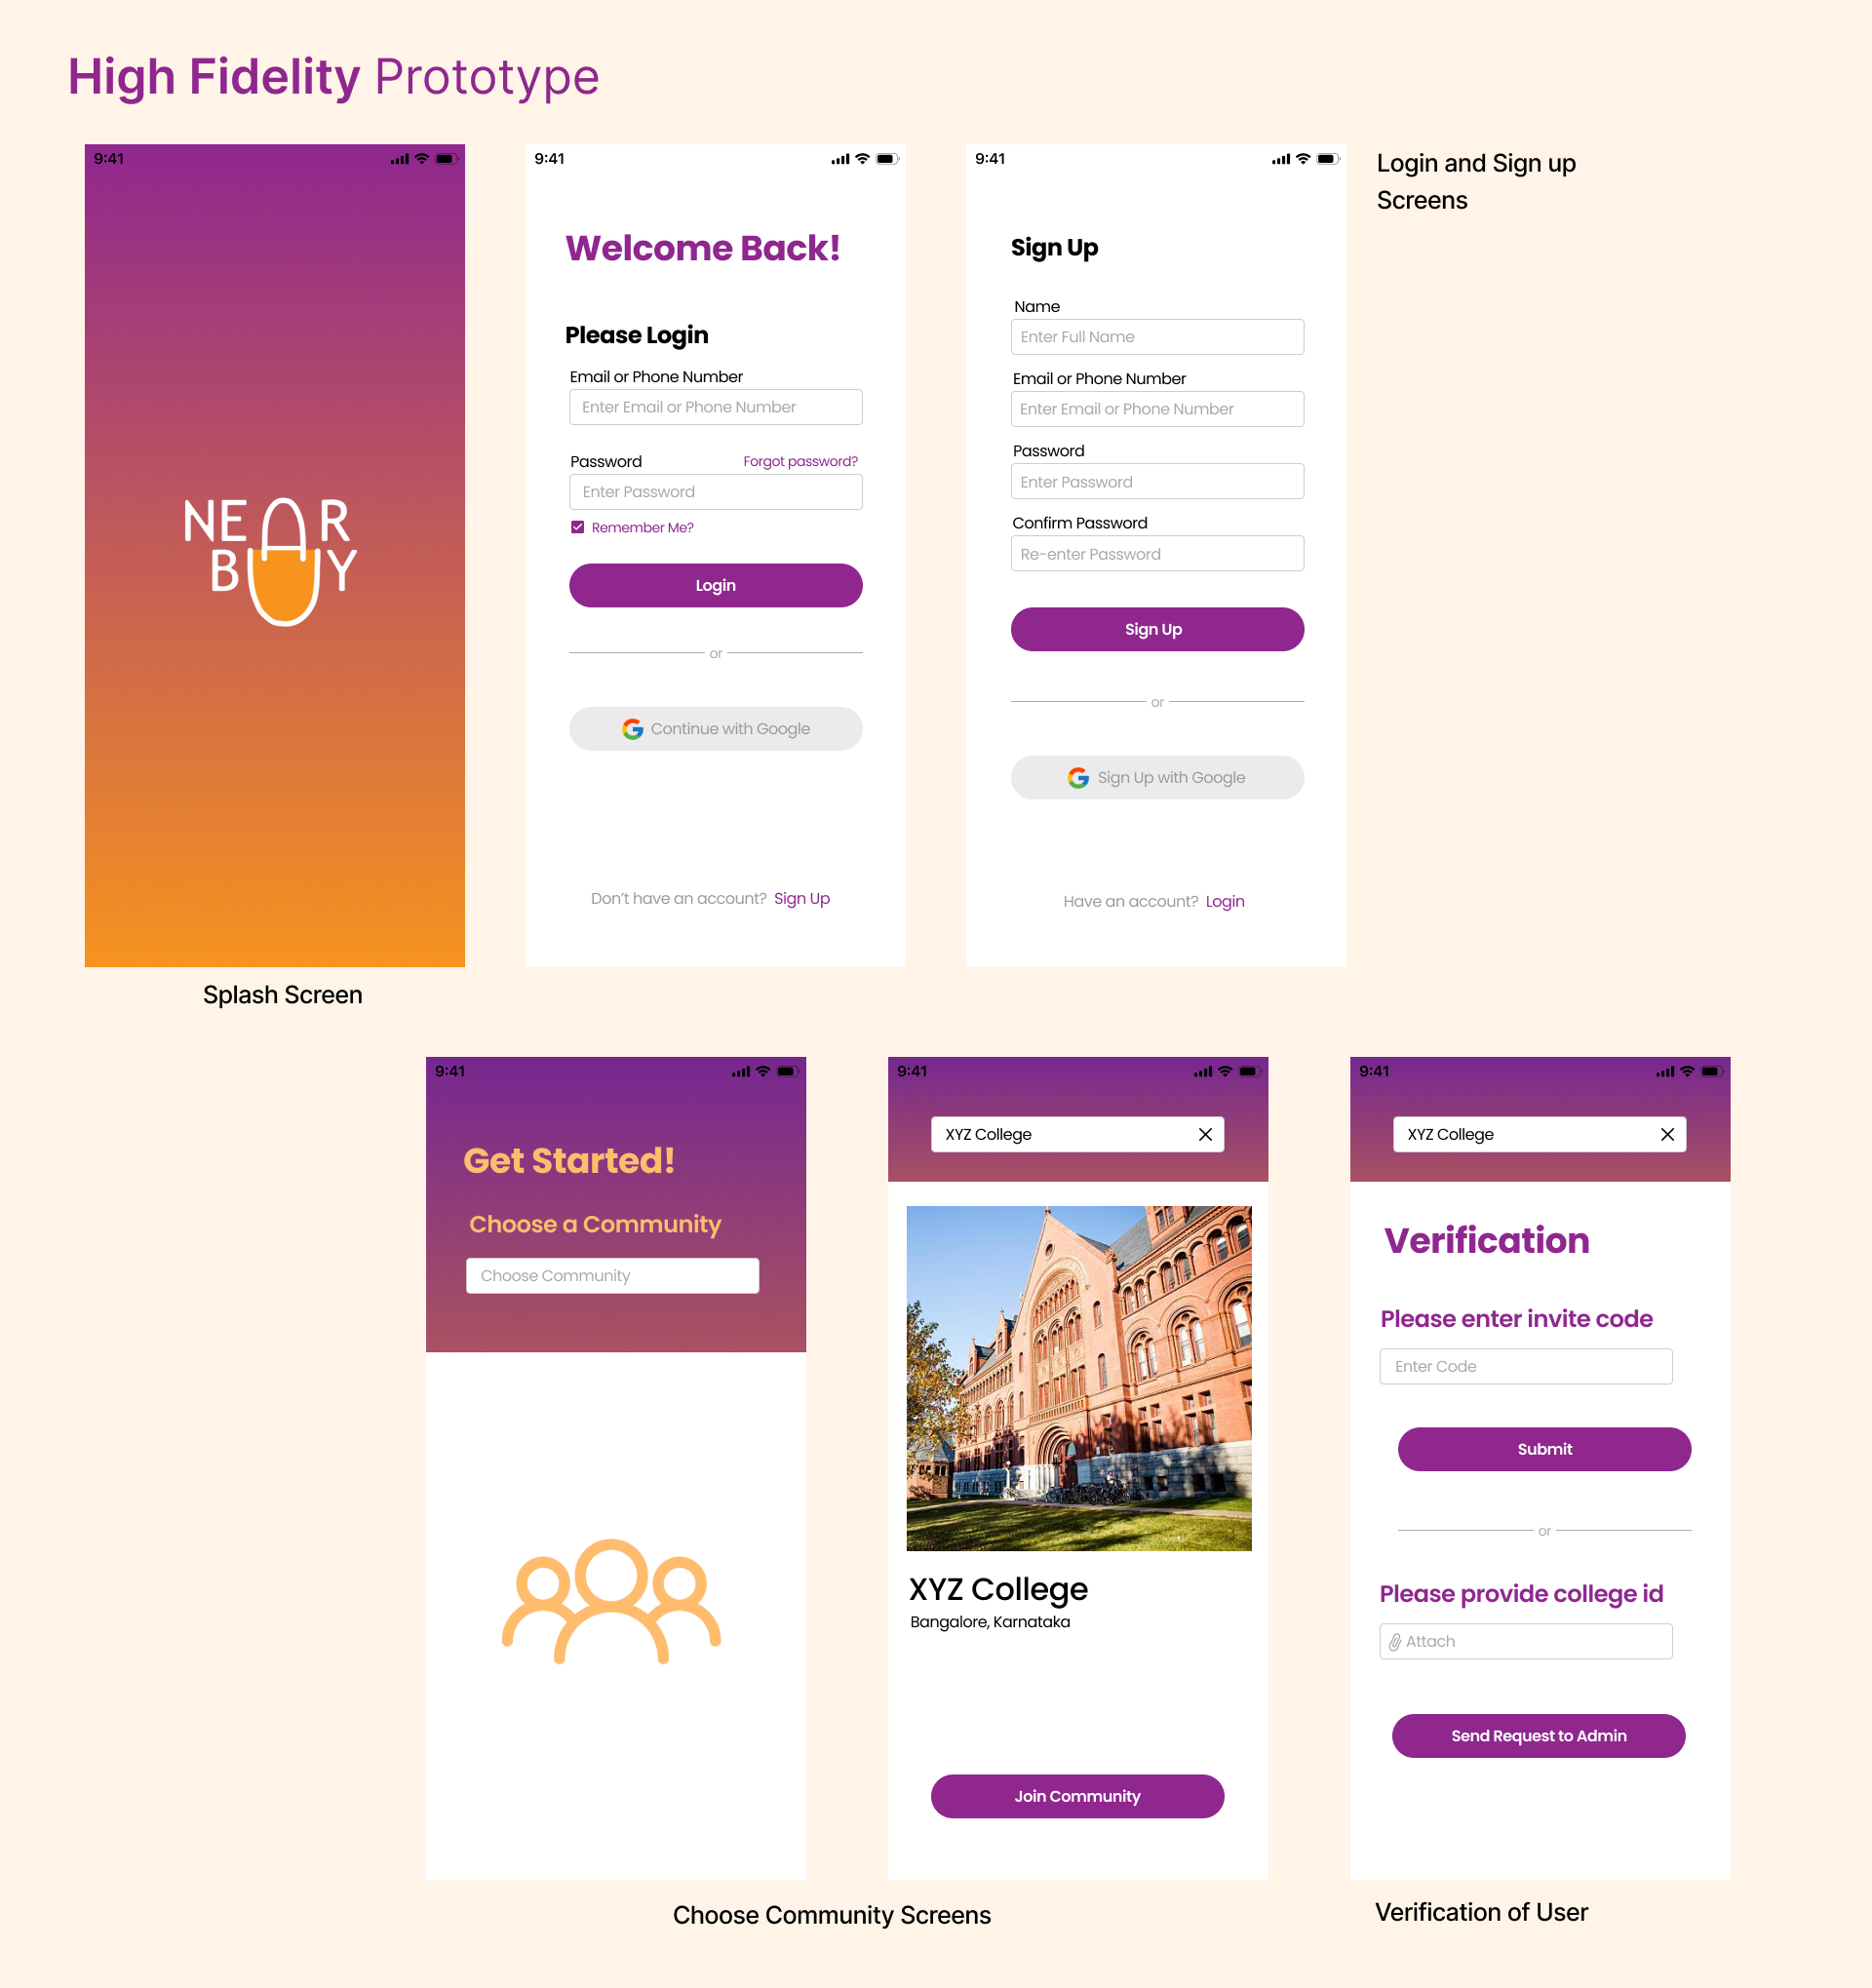 High Fidelity Prototype
9:41
NEAR
BUY
Splash Screen
9:41
Welcome Back!
Please Login
Email or Phone Number
Enter Email or Phone Number
Password Forgot password?
Enter Password
Remember Me?
Login
or
Continue with Google
Don't have an account? Sign Up
9:41
Sign Up
Name
Enter Full Name
Email or Phone Number
Enter Email or Phone Number
Password
Enter Password
Confirm Password
Re-enter Password
Sign Up
or
Sign Up with Google
Have an account? Login
Login and Sign up
Screens
9:41
Get Started!
Choose a Community
Choose Community
9:41
XYZ College
XYZ College
Bangalore, Karnataka
Join Community
Choose Community Screens
9:41
XYZ College
Verification
Please enter invite code
Enter Code
Submit
or
Please provide college id
Attach
Send Request to Admin
Verification of User